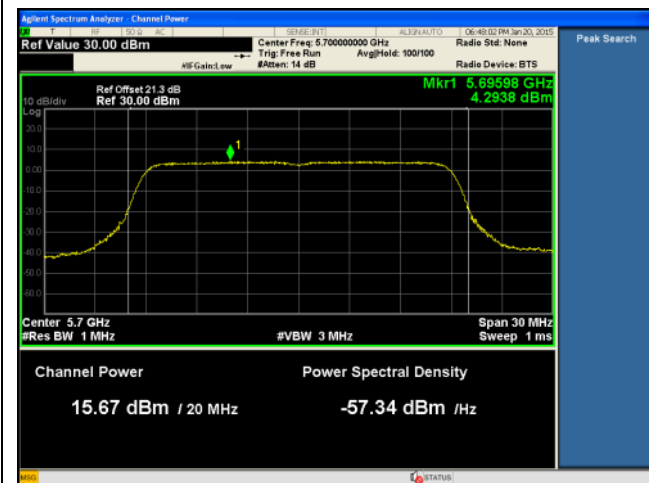 Agilent Spectrum Analyzer - Channel Power
LXI T RF 50 Ω AC SENSE:INT ALIGN AUTO 06:48:02 PM Jan 20, 2015
Ref Value 30.00 dBm
Center Freq: 5.700000000 GHz
Radio Std: None
Trig: Free Run Avg|Hold: 100/100
#IFGain:Low #Atten: 14 dB Radio Device: BTS
Peak Search
Ref Offset 21.3 dB
Mkr1 5.69598 GHz
10 dB/div Ref 30.00 dBm
4.2938 dBm
Log
20.0
10.0
1
0.00
-10.0
-20.0
-30.0
-40.0
-50.0
-60.0
Center 5.7 GHz Span 30 MHz
#Res BW 1 MHz #VBW 3 MHz Sweep 1 ms
Channel Power Power Spectral Density
15.67 dBm / 20 MHz -57.34 dBm /Hz
MSG STATUS